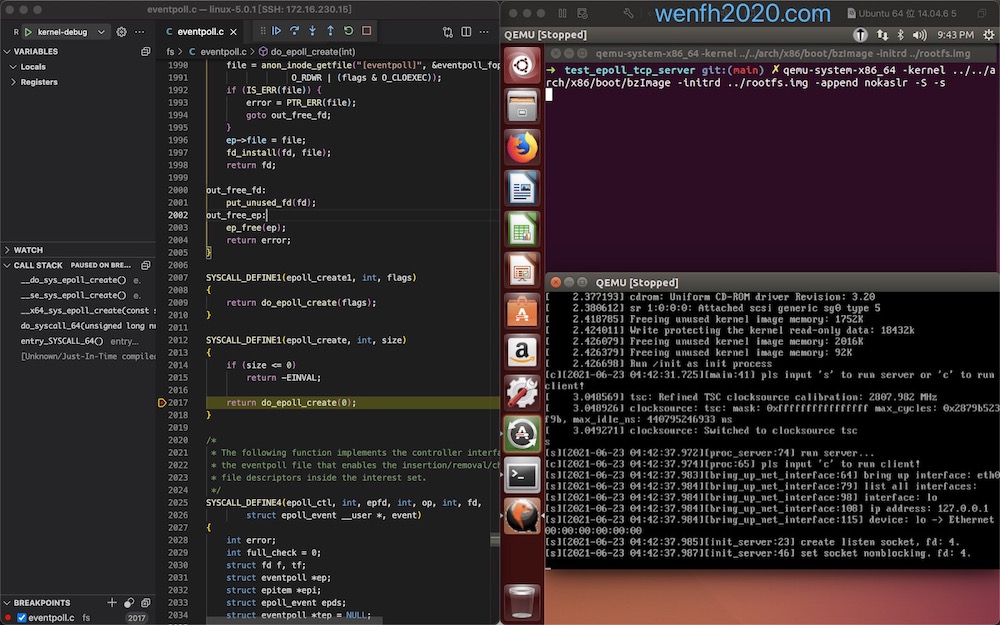 eventpoll.c — linux-5.0.1 [SSH: 172.16.230.15]
kernel-debug
VARIABLES
Locals
Registers
WATCH
CALL STACK PAUSED ON BRE...
__do_sys_epoll_create() e.
__se_sys_epoll_create() e.
__x64_sys_epoll_create(const s
do_syscall_64(unsigned long nr
entry_SYSCALL_64() entry...
[Unknown/Just-In-Time compile
BREAKPOINTS
eventpoll.c fs 2017
eventpoll.c
fs > eventpoll.c > do_epoll_create(int)
1990 file = anon_inode_getfile("[eventpoll]", &eventpoll_fop
1991 O_RDWR | (flags & O_CLOEXEC));
1992 if (IS_ERR(file)) {
1993 error = PTR_ERR(file);
1994 goto out_free_fd;
1995 }
1996 ep->file = file;
1997 fd_install(fd, file);
1998 return fd;
1999
2000 out_free_fd:
2001 put_unused_fd(fd);
2002 out_free_ep:
2003 ep_free(ep);
2004 return error;
2005 }
2006
2007 SYSCALL_DEFINE1(epoll_create1, int, flags)
2008 {
2009 return do_epoll_create(flags);
2010 }
2011
2012 SYSCALL_DEFINE1(epoll_create, int, size)
2013 {
2014 if (size <= 0)
2015 return -EINVAL;
2016
2017 return do_epoll_create(0);
2018 }
2019
2020 /*
2021 * The following function implements the controller interfa
2022 * the eventpoll file that enables the insertion/removal/ch
2023 * file descriptors inside the interest set.
2024 */
2025 SYSCALL_DEFINE4(epoll_ctl, int, epfd, int, op, int, fd,
2026 struct epoll_event __user *, event)
2027 {
2028 int error;
2029 int full_check = 0;
2030 struct fd f, tf;
2031 struct eventpoll *ep;
2032 struct epitem *epi;
2033 struct epoll_event epds;
2034 struct eventpoll *tep = NULL;
wenfh2020.com
Ubuntu 64 位 14.04.6 5
QEMU [Stopped]
9:43 PM
qemu-system-x86_64 -kernel ../../arch/x86/boot/bzImage -initrd ../rootfs.img
➜ test_epoll_tcp_server git:(main) ✗ qemu-system-x86_64 -kernel ../../a
rch/x86/boot/bzImage -initrd ../rootfs.img -append nokaslr -S -s
QEMU [Stopped]
[ 2.377193] cdrom: Uniform CD-ROM driver Revision: 3.20
[ 2.380612] sr 1:0:0:0: Attached scsi generic sg0 type 5
[ 2.418785] Freeing unused kernel image memory: 1752K
[ 2.424011] Write protecting the kernel read-only data: 18432k
[ 2.426079] Freeing unused kernel image memory: 2016K
[ 2.426379] Freeing unused kernel image memory: 92K
[ 2.426698] Run /init as init process
[c][2021-06-23 04:42:31.725][main:41] pls input 's' to run server or 'c' to run
client!
[ 3.048569] tsc: Refined TSC clocksource calibration: 2807.982 MHz
[ 3.048926] clocksource: tsc: mask: 0xffffffffffffffff max_cycles: 0x2879b523
f9b, max_idle_ns: 440795246933 ns
[ 3.049271] clocksource: Switched to clocksource tsc
s
[s][2021-06-23 04:42:37.972][proc_server:74] run server...
[s][2021-06-23 04:42:37.974][proc:65] pls input 'c' to run client!
[s][2021-06-23 04:42:37.983][bring_up_net_interface:64] bring up interface: eth0
[s][2021-06-23 04:42:37.983][bring_up_net_interface:79] list all interfaces:
[s][2021-06-23 04:42:37.984][bring_up_net_interface:98] interface: lo
[s][2021-06-23 04:42:37.983][bring_up_net_interface:108] ip address: 127.0.0.1
[s][2021-06-23 04:42:37.983][bring_up_net_interface:115] device: lo -> Ethernet
00:00:00:00:00:00
[s][2021-06-23 04:42:37.985][init_server:23] create listen socket, fd: 4.
[s][2021-06-23 04:42:37.987][init_server:46] set socket nonblocking. fd: 4.